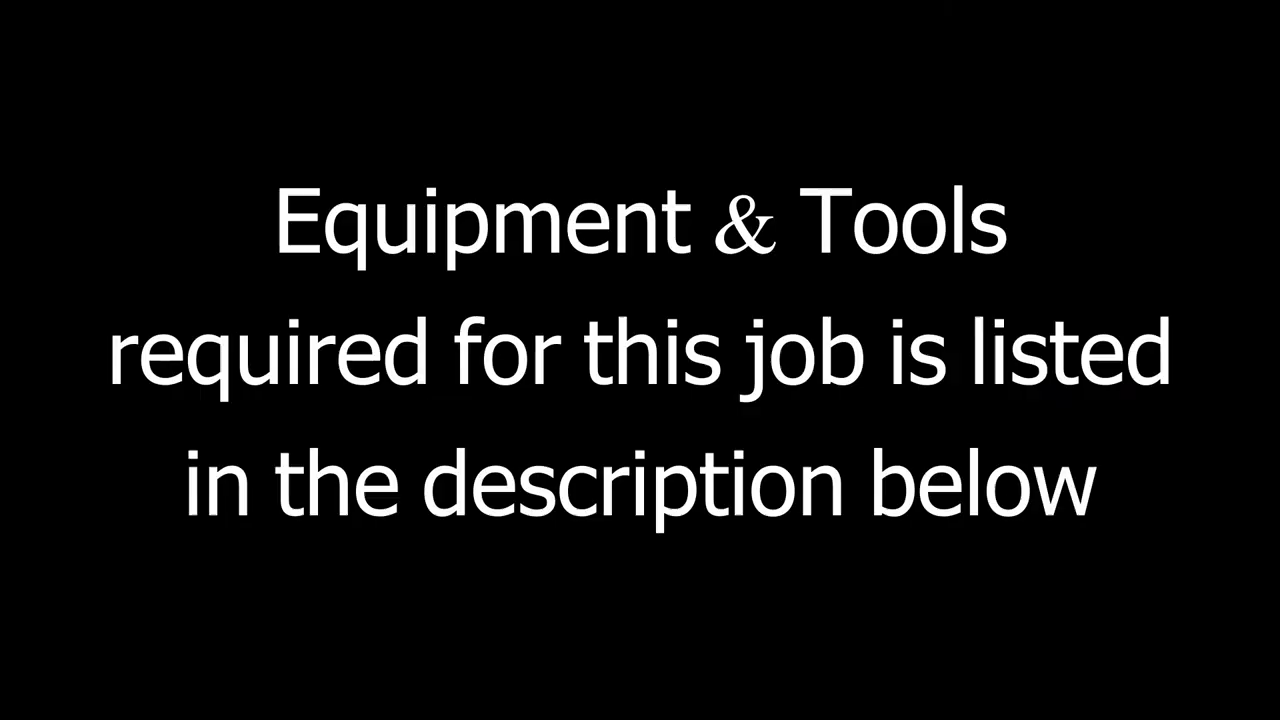 Equipment & Tools
required for this job is listed
in the description below